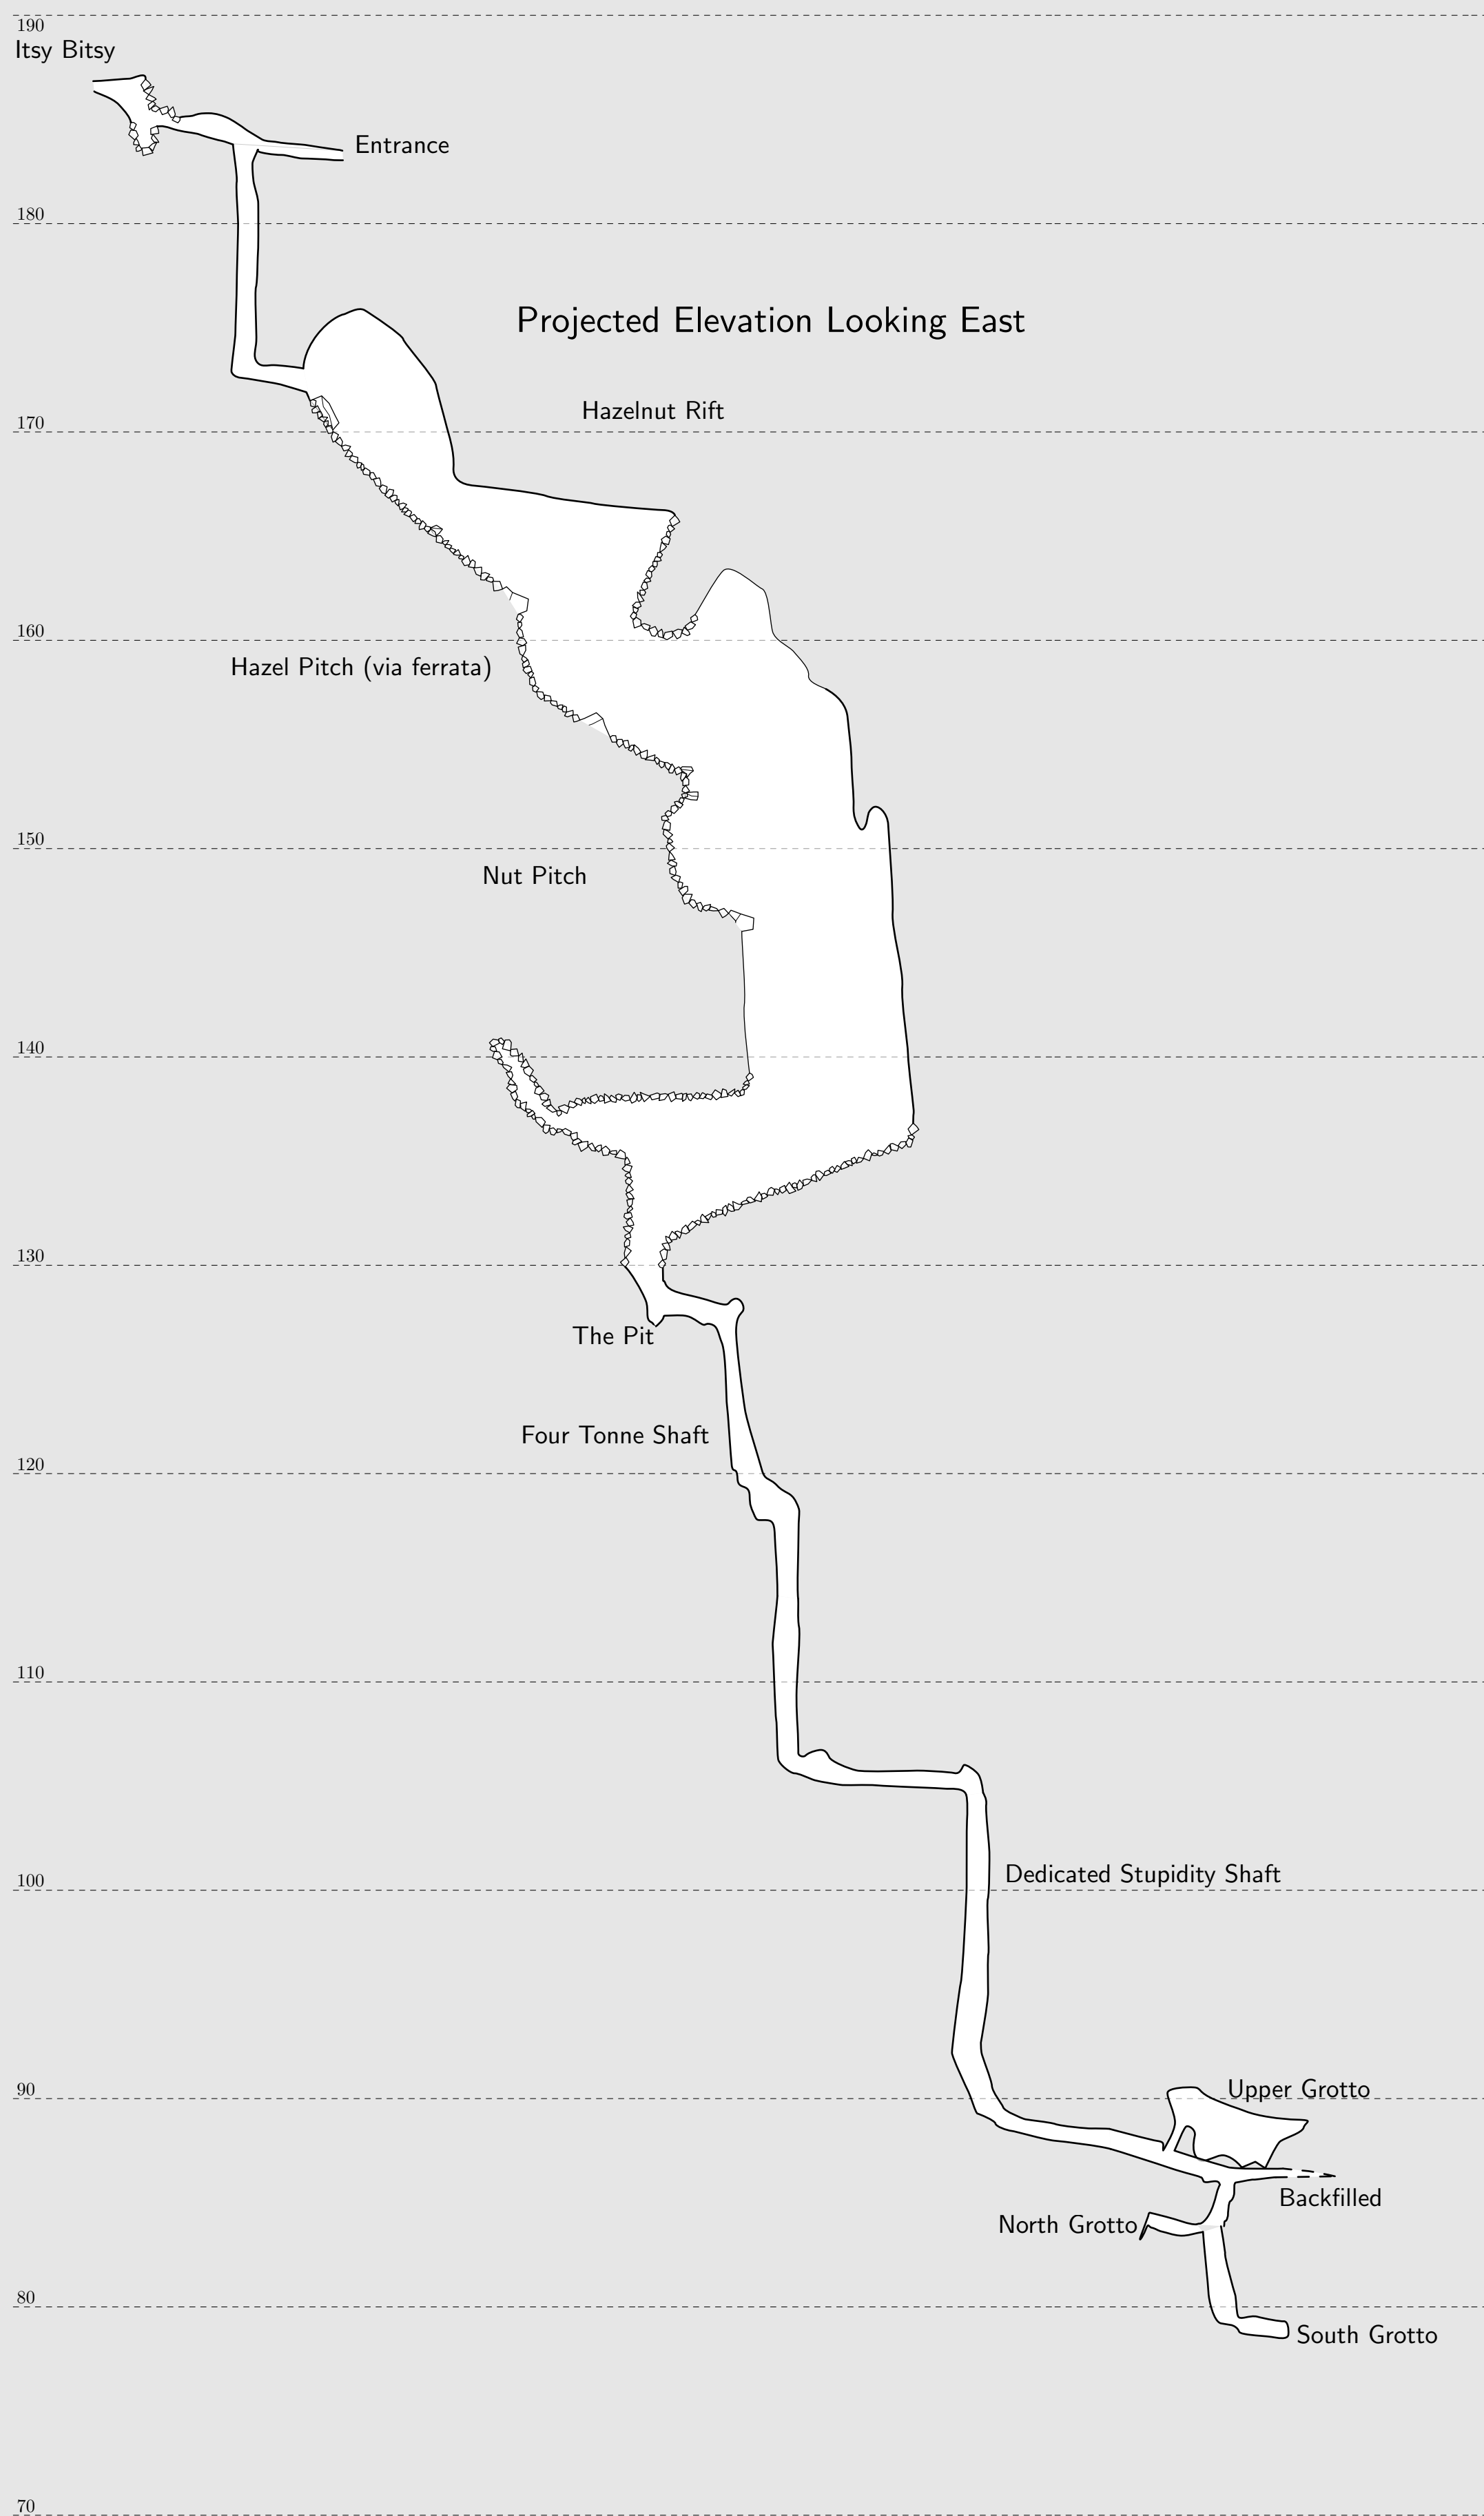 190
Itsy Bitsy
Entrance
180
Projected Elevation Looking East
Hazelnut Rift
170
160
Hazel Pitch (via ferrata)
150
Nut Pitch
140
130
The Pit
Four Tonne Shaft
120
110
Dedicated Stupidity Shaft
100
90
Upper Grotto
Backfilled
North Grotto
80
South Grotto
70